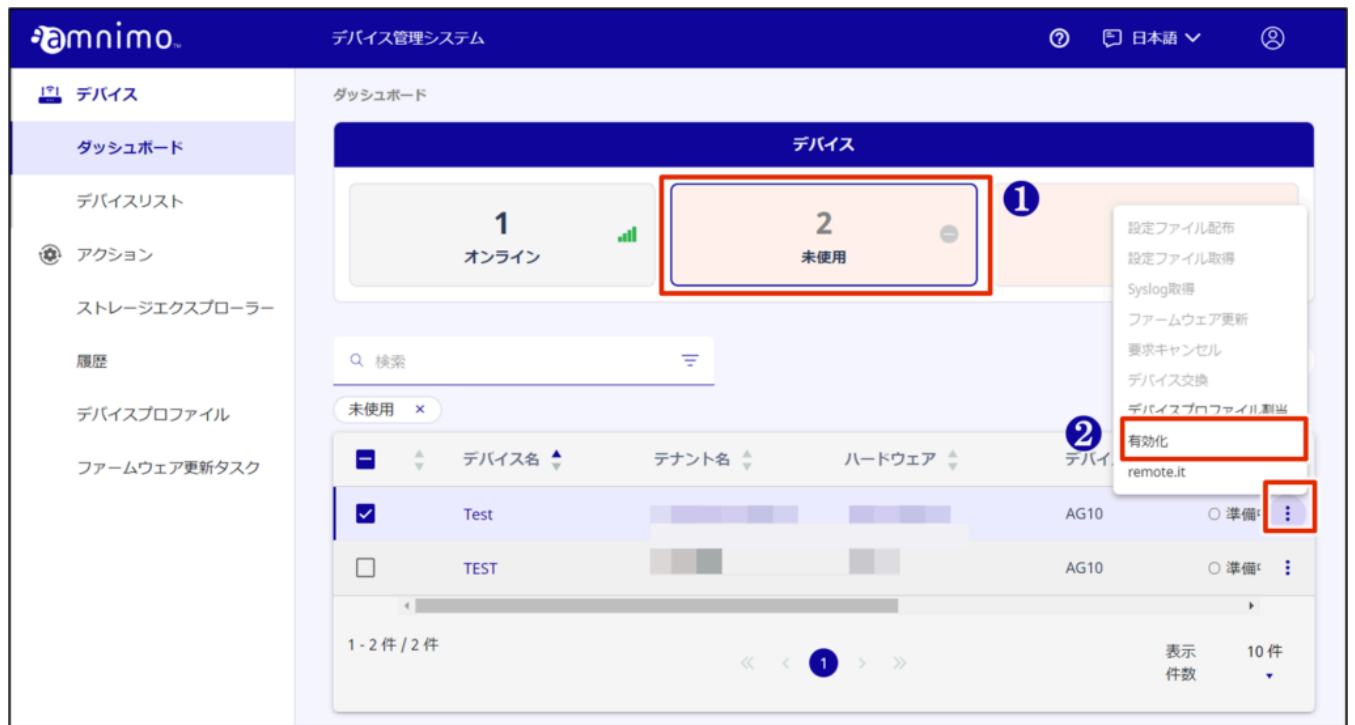 amnimo
デバイス管理システム
日本語
デバイス
ダッシュボード
デバイスリスト
アクション
ストレージエクスプローラー
履歴
デバイスプロファイル
ファームウェア更新タスク
ダッシュボード
デバイス
1
オンライン
2
未使用
1
設定ファイル配布
設定ファイル取得
Syslog取得
ファームウェア更新
要求キャンセル
デバイス交換
デバイスプロファイル割当
2
有効化
remote.it
検索
未使用 ×
デバイス名 テナント名 ハードウェア デバイ
Test AG10 準備
TEST AG10 準備
1 - 2 件 / 2 件
1
表示
件数
10 件